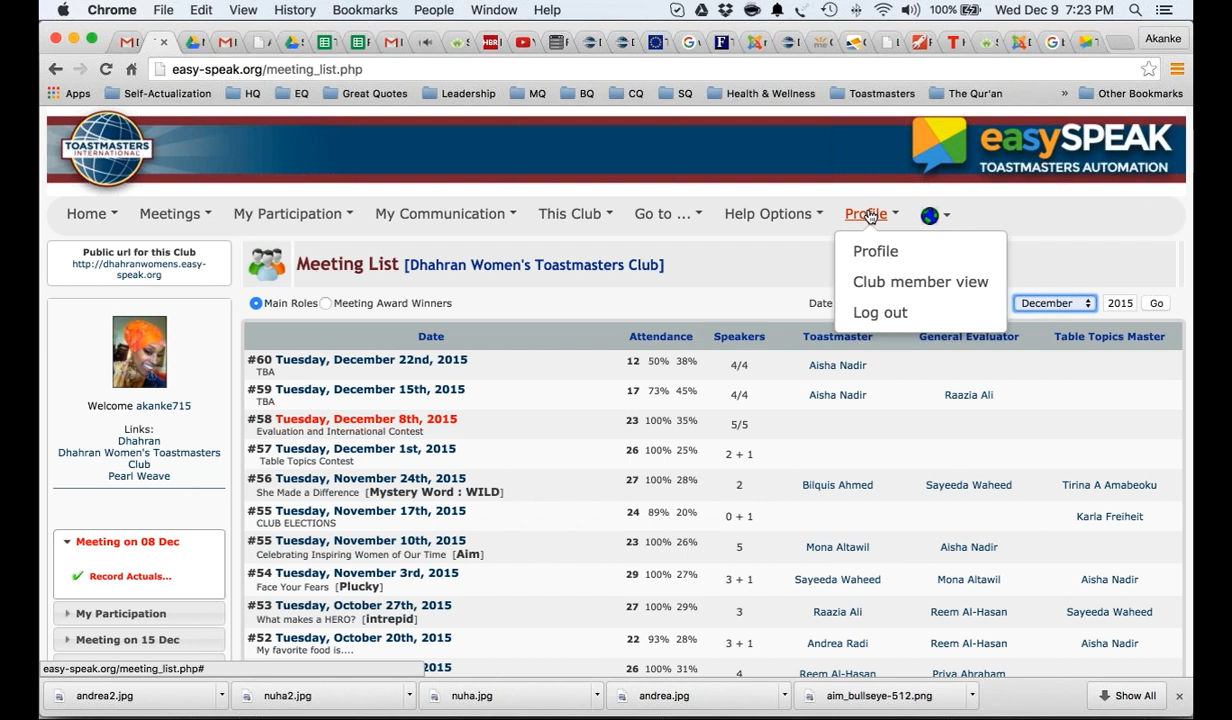 Chrome File Edit View History Bookmarks People Window Help 100% Wed Dec 9 7:23 PM
Akanke
easy-speak.org/meeting_list.php
Apps Self-Actualization HQ EQ Great Quotes Leadership MQ BQ CQ SQ Health & Wellness Toastmasters The Qur'an » Other Bookmarks
TOASTMASTERS
INTERNATIONAL
easySPEAK
TOASTMASTERS AUTOMATION
Home Meetings My Participation My Communication This Club Go to ... Help Options Profile
Profile
Club member view
Log out
Public url for this Club
http://dhahranwomens.easy-
speak.org
Meeting List [Dhahran Women's Toastmasters Club]
Main Roles Meeting Award Winners Date December 2015 Go
Date Attendance Speakers Toastmaster General Evaluator Table Topics Master
#60 Tuesday, December 22nd, 2015 12 50% 38% 4/4 Aisha Nadir
TBA
#59 Tuesday, December 15th, 2015 17 73% 45% 4/4 Aisha Nadir Raazia Ali
TBA
#58 Tuesday, December 8th, 2015 23 100% 35% 5/5
Evaluation and International Contest
#57 Tuesday, December 1st, 2015 26 100% 25% 2 + 1
Table Topics Contest
#56 Tuesday, November 24th, 2015 27 100% 28% 2 Bilquis Ahmed Sayeeda Waheed Tirina A Amabeoku
She Made a Difference [Mystery Word : WILD]
#55 Tuesday, November 17th, 2015 24 89% 20% 0 + 1 Karla Freiheit
CLUB ELECTIONS
#55 Tuesday, November 10th, 2015 23 100% 26% 5 Mona Altawil Aisha Nadir
Celebrating Inspiring Women of Our Time [Aim]
#54 Tuesday, November 3rd, 2015 29 100% 27% 3 + 1 Sayeeda Waheed Mona Altawil Aisha Nadir
Face Your Fears [Plucky]
#53 Tuesday, October 27th, 2015 27 100% 29% 3 Raazia Ali Reem Al-Hasan Sayeeda Waheed
What makes a HERO? [intrepid]
#52 Tuesday, October 20th, 2015 22 93% 28% 3 + 1 Andrea Radi Reem Al-Hasan Aisha Nadir
My favorite food is....
2015 26 100% 31% 4 Reem Al-Hasan Priya Abraham
Welcome akanke715
Links:
Dhahran
Dhahran Women's Toastmasters
Club
Pearl Weave
Meeting on 08 Dec
Record Actuals...
My Participation
Meeting on 15 Dec
easy-speak.org/meeting_list.php#
andrea2.jpg nuha2.jpg nuha.jpg andrea.jpg aim_bullseye-512.png Show All